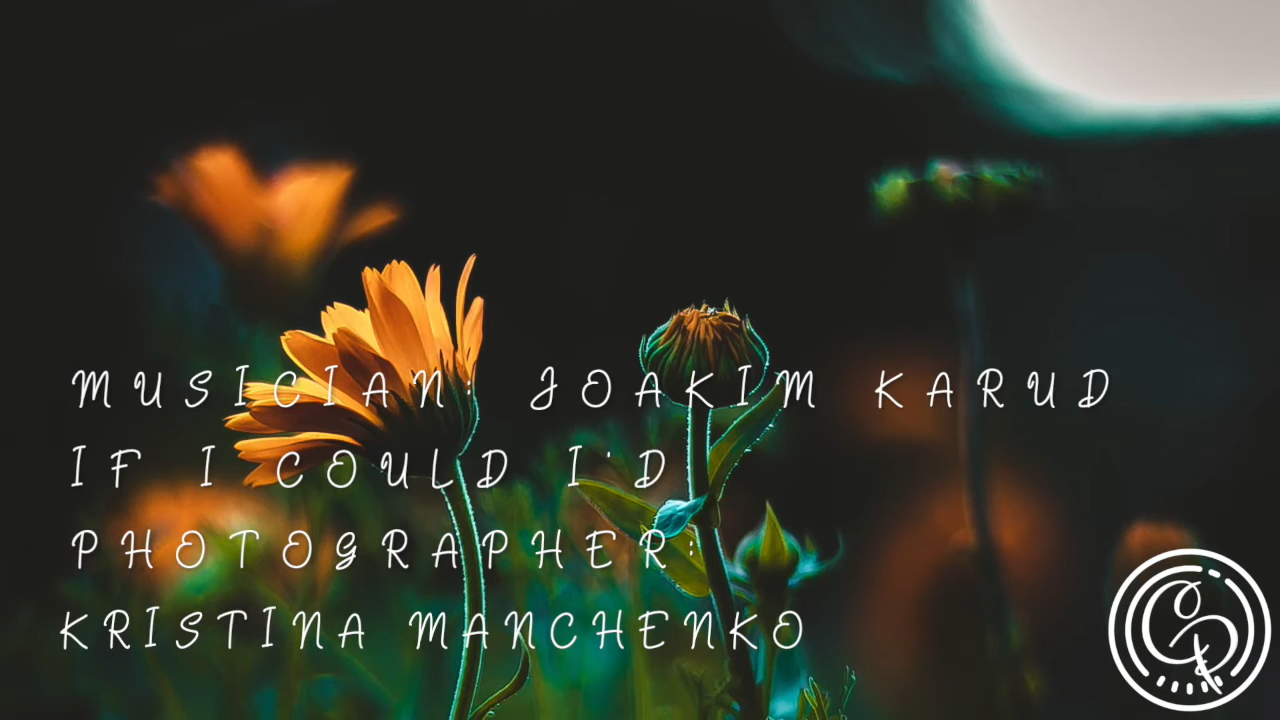 MUSICIAN: JOAKIM KARUD
IF I COULD I'D
PHOTOGRAPHER:
KRISTINA MANCHENKO